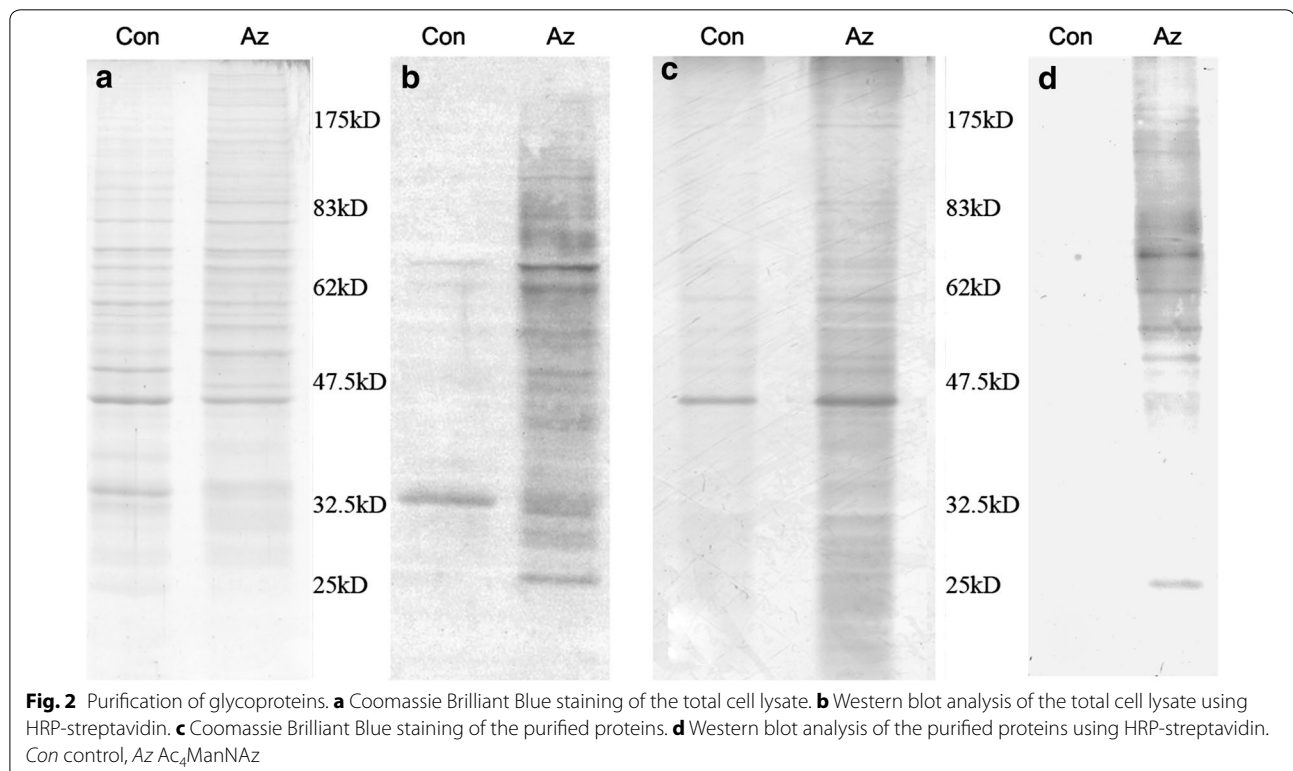 Con Az Con Az Con Az Con Az
a b c d
175kD 175kD
83kD 83kD
62kD 62kD
47.5kD 47.5kD
32.5kD 32.5kD
25kD 25kD
Fig. 2 Purification of glycoproteins. a Coomassie Brilliant Blue staining of the total cell lysate. b Western blot analysis of the total cell lysate using
HRP-streptavidin. c Coomassie Brilliant Blue staining of the purified proteins. d Western blot analysis of the purified proteins using HRP-streptavidin.
Con control, Az Ac₄ManNAz